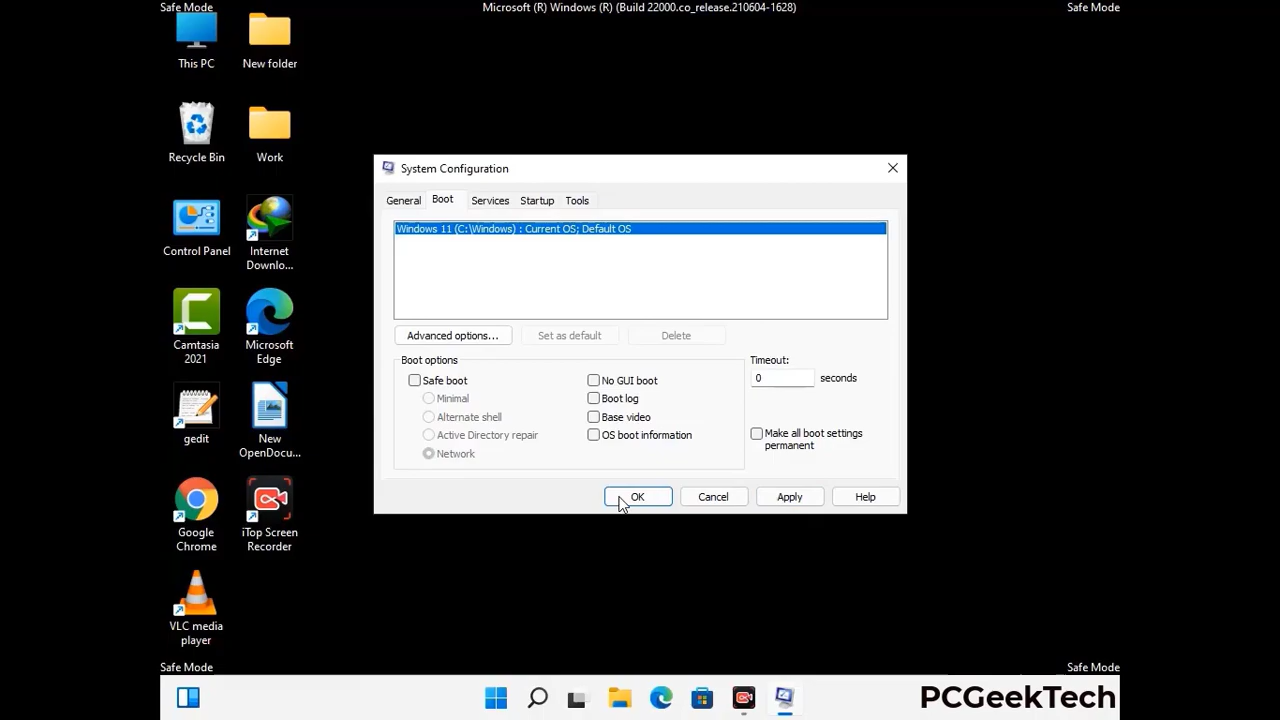 Safe Mode
Microsoft (R) Windows (R) (Build 22000.co_release.210604-1628)
Safe Mode
This PC
New folder
Recycle Bin
Work
Control Panel
Internet
Downlo...
Camtasia
2021
Microsoft
Edge
gedit
New
OpenDocu...
Google
Chrome
iTop Screen
Recorder
VLC media
player
System Configuration
General
Boot
Services
Startup
Tools
Windows 11 (C:\Windows) : Current OS; Default OS
Advanced options...
Set as default
Delete
Boot options
Safe boot
Minimal
Alternate shell
Active Directory repair
Network
No GUI boot
Boot log
Base video
OS boot information
Timeout:
0 seconds
Make all boot settings
permanent
OK
Cancel
Apply
Help
Safe Mode
Safe Mode
PCGeekTech